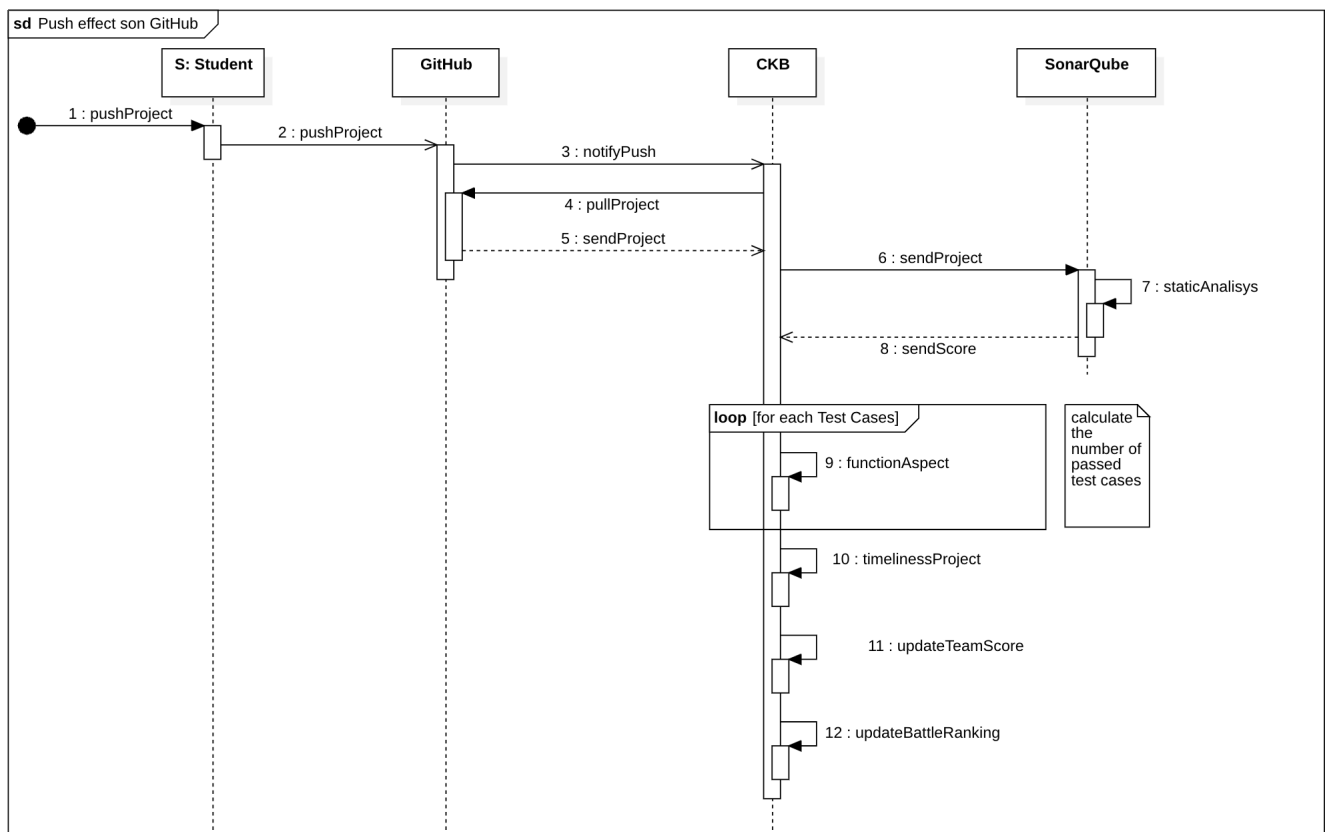 sd Push effect son GitHub
S: Student
GitHub
CKB
SonarQube
1 : pushProject
2 : pushProject
3 : notifyPush
4 : pullProject
5 : sendProject
6 : sendProject
7 : staticAnalisys
8 : sendScore
loop [for each Test Cases]
calculate
the
number of
passed
test cases
9 : functionAspect
10 : timelinessProject
11 : updateTeamScore
12 : updateBattleRanking